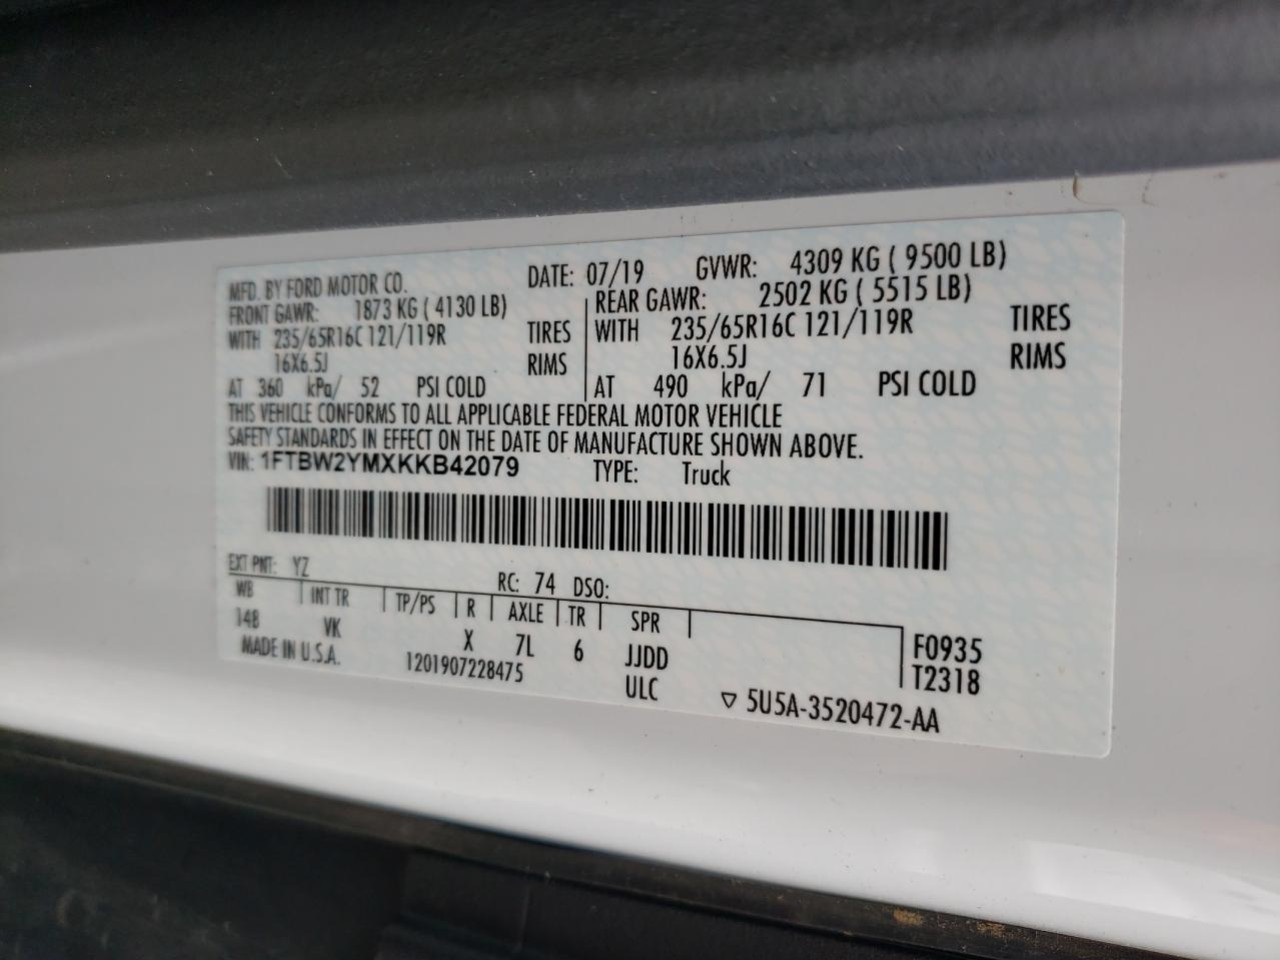 MFD. BY FORD MOTOR CO.
DATE: 07/19 GVWR: 4309 KG ( 9500 LB)
FRONT GAWR: 1873 KG ( 4130 LB)
WITH 235/65R16C 121/119R TIRES
16X6.5J RIMS
AT 360 kPa/ 52 PSI COLD
REAR GAWR: 2502 KG ( 5515 LB)
WITH 235/65R16C 121/119R TIRES
16X6.5J RIMS
AT 490 kPa/ 71 PSI COLD
THIS VEHICLE CONFORMS TO ALL APPLICABLE FEDERAL MOTOR VEHICLE
SAFETY STANDARDS IN EFFECT ON THE DATE OF MANUFACTURE SHOWN ABOVE.
VIN: 1FTBW2YMXKKB42079 TYPE: Truck
EXT PNT: YZ RC: 74 DSO:
WB INT TR TP/PS R AXLE TR SPR
148 VK X 7L 6 JJDD
F0935
T2318
MADE IN U.S.A. 1201907228475 ULC
▽ 5U5A-3520472-AA